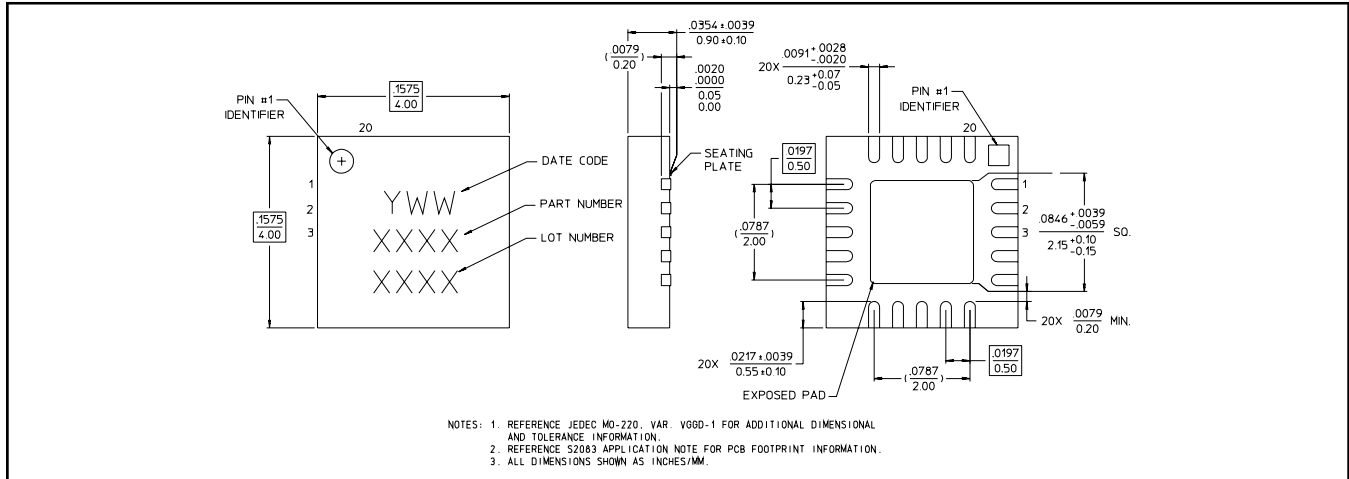 PIN #1
IDENTIFIER
.1575
4.00
20
.1575
4.00
1
2
3
YWW
XXXX
XXXX
DATE CODE
PART NUMBER
LOT NUMBER
.0354±.0039
0.90±0.10
(.0079
0.20)
.0020
.0000
0.05
0.00
SEATING
PLATE
20X .0091 +.0028 -.0020
0.23 +0.07 -0.05
PIN #1
IDENTIFIER
20
.0197
0.50
(.0787
2.00)
1
2
3
.0846 +.0039 -.0059 SQ.
2.15 +0.10 -0.15
20X .0079 MIN.
0.20
20X .0217±.0039
0.55±0.10
(.0787
2.00)
.0197
0.50
EXPOSED PAD
NOTES: 1. REFERENCE JEDEC MO-220, VAR. VGGD-1 FOR ADDITIONAL DIMENSIONAL
AND TOLERANCE INFORMATION.
2. REFERENCE S2083 APPLICATION NOTE FOR PCB FOOTPRINT INFORMATION.
3. ALL DIMENSIONS SHOWN AS INCHES/MM.